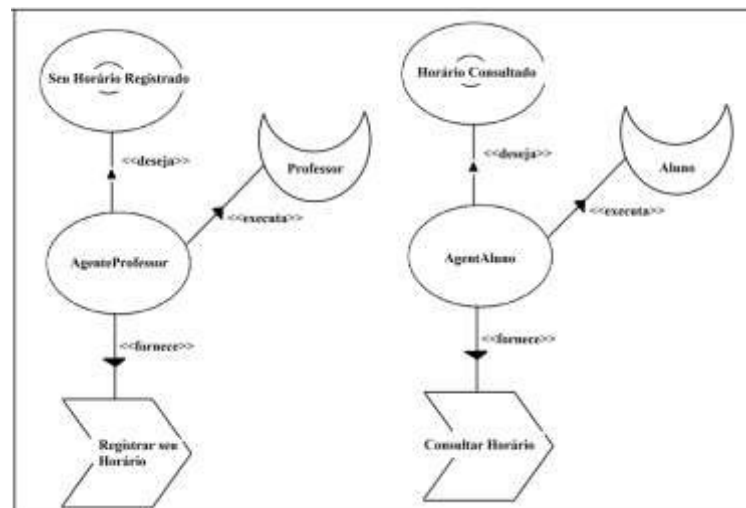 Seu Horário Registrado
<<deseja>>
Professor
<<executa>>
AgenteProfessor
<<fornece>>
Registrar seu
Horário
Horário Consultado
<<deseja>>
Aluno
<<executa>>
AgentAluno
<<fornece>>
Consultar Horário